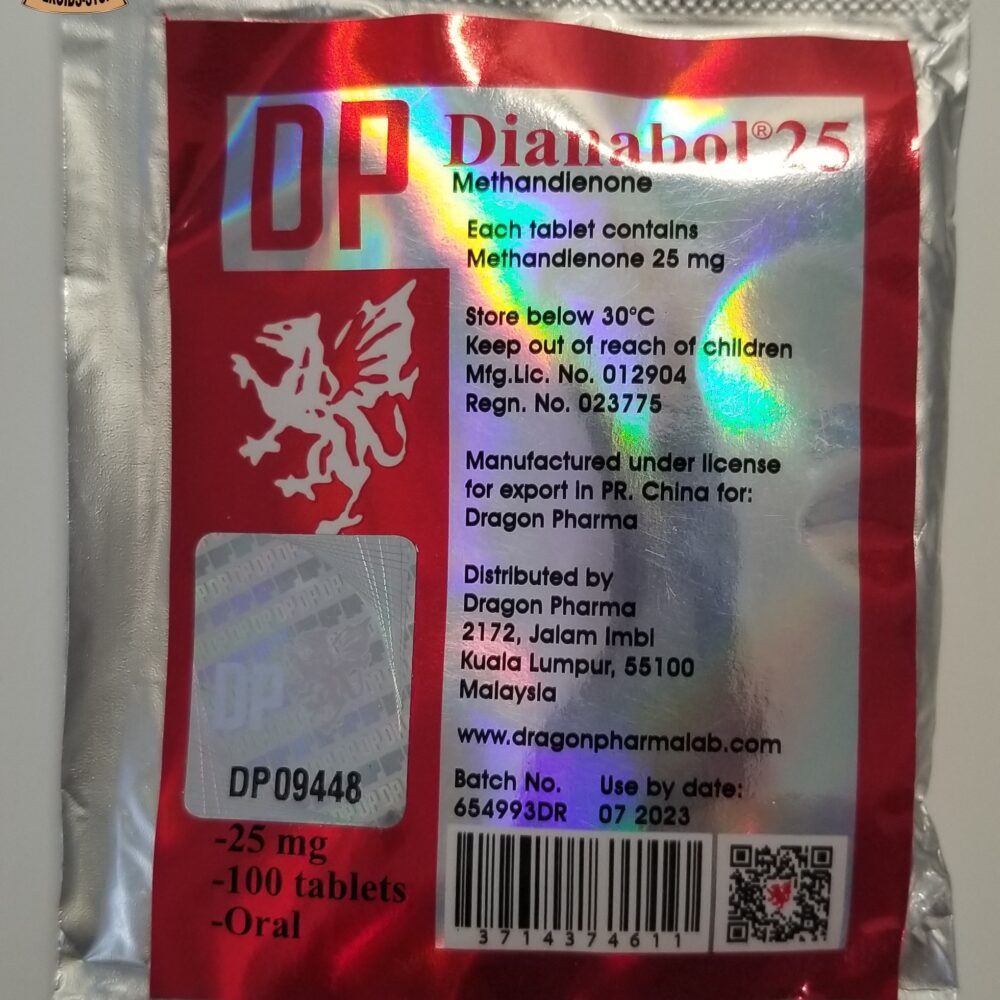 DP
Dianabol®25
Methandienone
Each tablet contains
Methandienone 25 mg
Store below 30°C
Keep out of reach of children
Mfg.Lic. No. 012904
Regn. No. 023775
Manufactured under license
for export in PR. China for:
Dragon Pharma
Distributed by
Dragon Pharma
2172, Jalam Imbi
Kuala Lumpur, 55100
Malaysia
www.dragonpharmalab.com
Batch No. Use by date:
654993DR 07 2023
DP
DP09448
-25 mg
-100 tablets
-Oral
3714374611